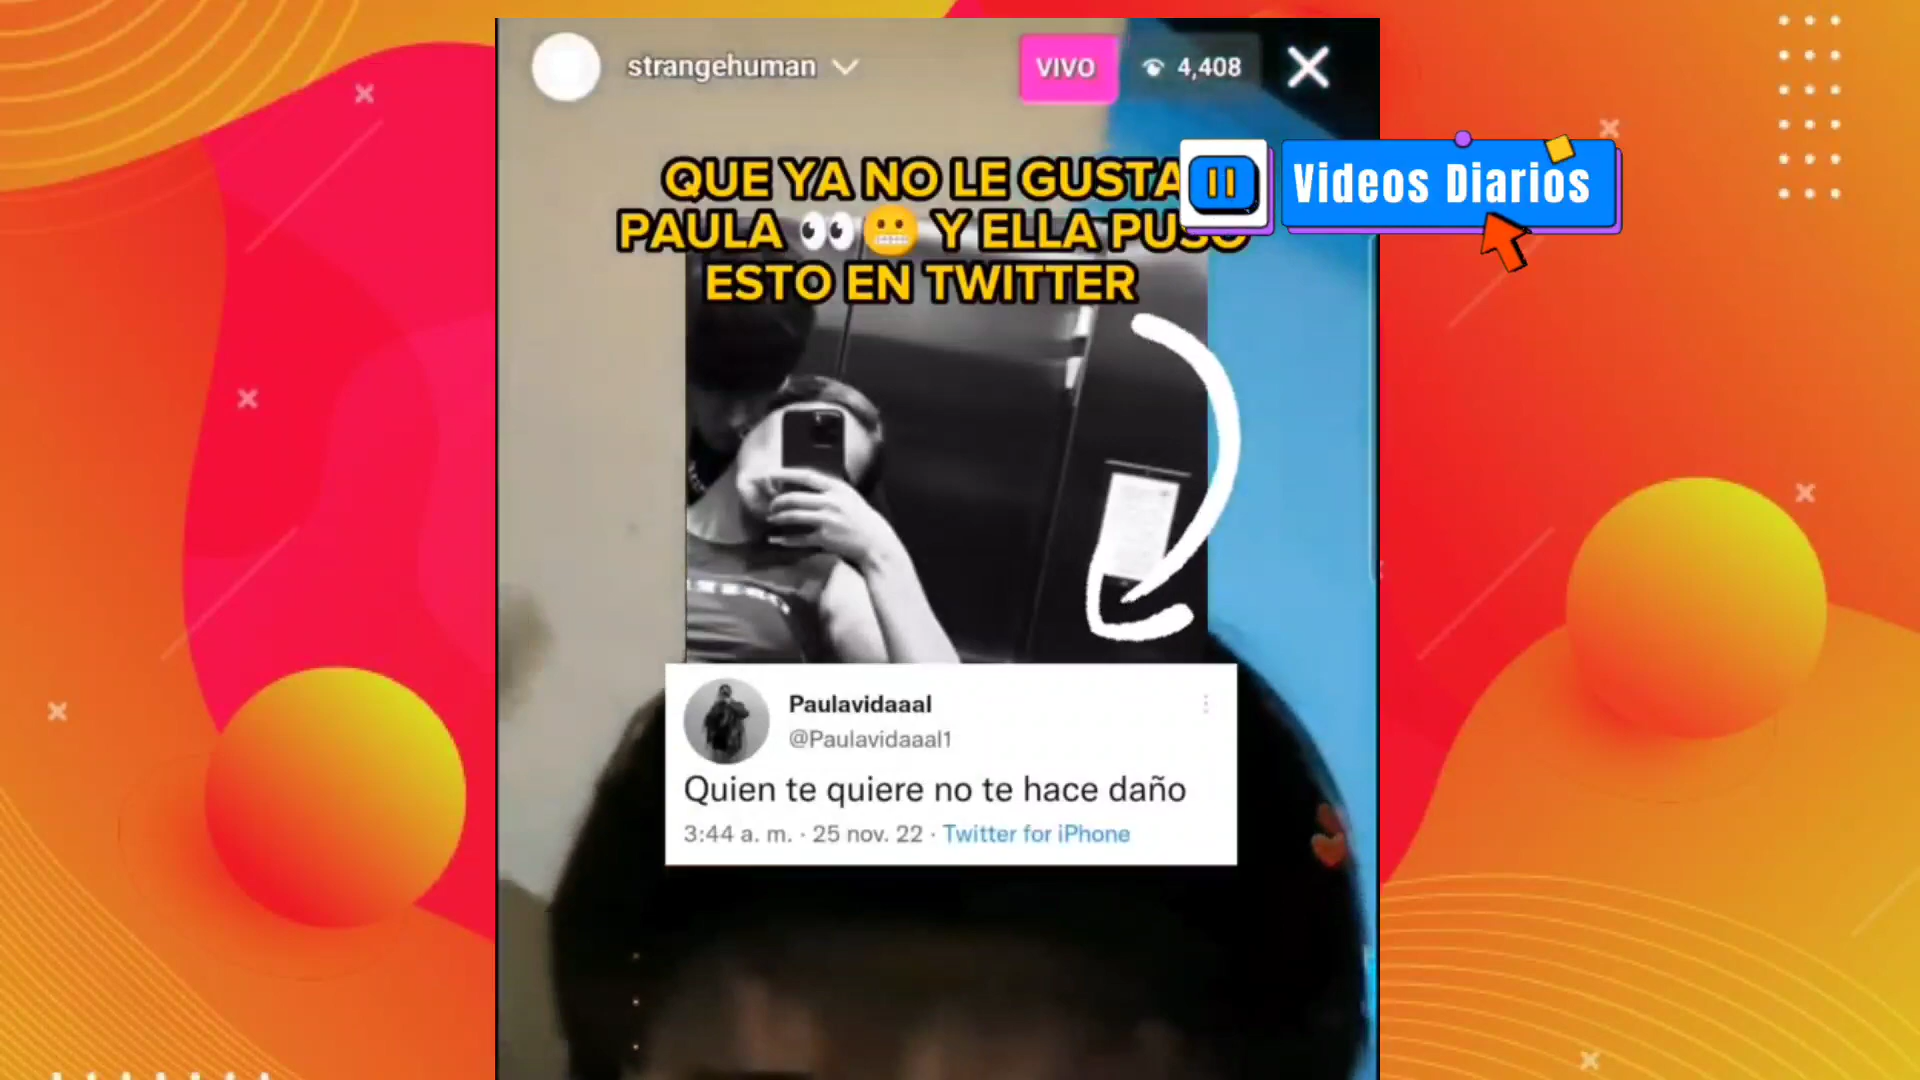 strangehuman
VIVO
4,408
QUE YA NO LE GUSTA
Videos Diarios
PAULA 👀😬 Y ELLA PUSO
ESTO EN TWITTER
Paulavidaaal
@Paulavidaaal1
Quien te quiere no te hace daño
3:44 a. m. · 25 nov. 22 · Twitter for iPhone